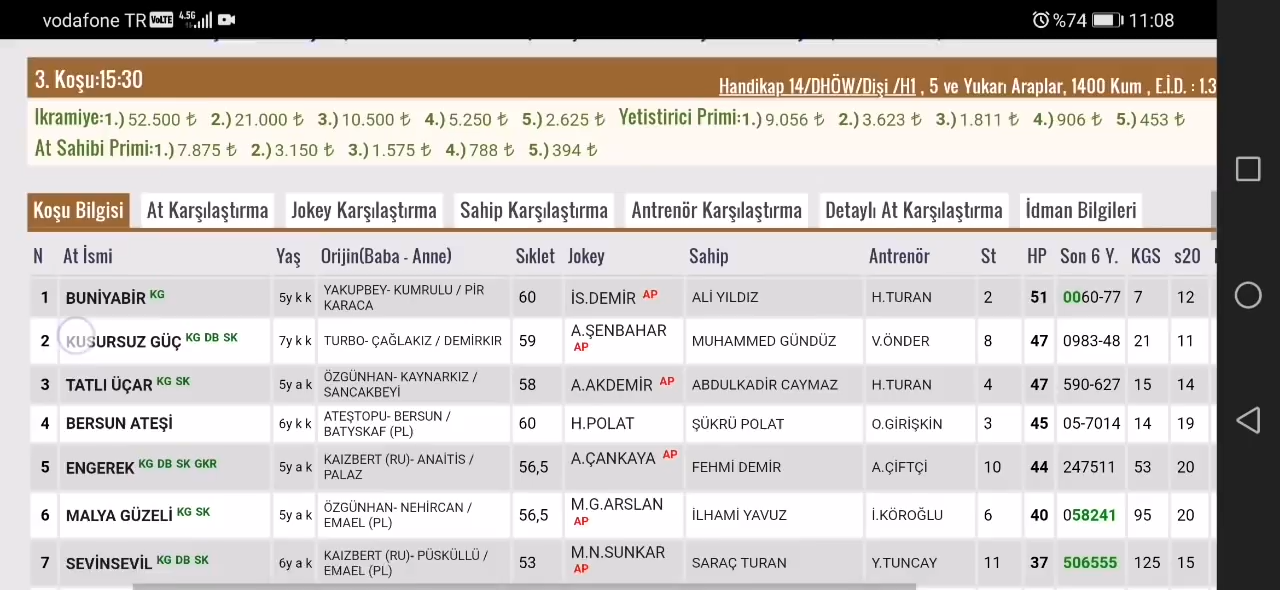 vodafone TR VoLTE 4.5G %74 11:08
3. Koşu:15:30
Handikap 14/DHÖW/Dişi /H1 , 5 ve Yukarı Araplar, 1400 Kum , E.İ.D. : 1.3
Ikramiye:1.) 52.500 ₺ 2.) 21.000 ₺ 3.) 10.500 ₺ 4.) 5.250 ₺ 5.) 2.625 ₺ Yetistirici Primi:1.) 9.056 ₺ 2.) 3.623 ₺ 3.) 1.811 ₺ 4.) 906 ₺ 5.) 453 ₺
At Sahibi Primi:1.) 7.875 ₺ 2.) 3.150 ₺ 3.) 1.575 ₺ 4.) 788 ₺ 5.) 394 ₺
Koşu Bilgisi At Karşılaştırma Jokey Karşılaştırma Sahip Karşılaştırma Antrenör Karşılaştırma Detaylı At Karşılaştırma İdman Bilgileri
N At İsmi Yaş Orijin(Baba - Anne) Sıklet Jokey Sahip Antrenör St HP Son 6 Y. KGS s20
1 BUNİYABİR KG 5y k k YAKUPBEY- KUMRULU / PİR KARACA 60 İS.DEMİR AP ALİ YILDIZ H.TURAN 2 51 0060-77 7 12
2 KUSURSUZ GÜÇ KG DB SK 7y k k TURBO- ÇAĞLAKIZ / DEMİRKIR 59 A.ŞENBAHAR AP MUHAMMED GÜNDÜZ V.ÖNDER 8 47 0983-48 21 11
3 TATLI UÇAR KG SK 5y a k ÖZGÜNHAN- KAYNARKIZ / SANCAKBEYİ 58 A.AKDEMİR AP ABDULKADİR CAYMAZ H.TURAN 4 47 590-627 15 14
4 BERSUN ATEŞİ 6y k k ATEŞTOPU- BERSUN / BATYSKAF (PL) 60 H.POLAT ŞÜKRÜ POLAT O.GİRİŞKİN 3 45 05-7014 14 19
5 ENGEREK KG DB SK GKR 5y a k KAIZBERT (RU)- ANAİTİS / PALAZ 56,5 A.ÇANKAYA AP FEHMİ DEMİR A.ÇİFTÇİ 10 44 247511 53 20
6 MALYA GÜZELİ KG SK 5y a k ÖZGÜNHAN- NEHİRCAN / EMAEL (PL) 56,5 M.G.ARSLAN AP İLHAMİ YAVUZ İ.KÖROĞLU 6 40 058241 95 20
7 SEVİNSEVİL KG DB SK 6y a k KAIZBERT (RU)- PÜSKÜLLÜ / EMAEL (PL) 53 M.N.SUNKAR AP SARAÇ TURAN Y.TUNCAY 11 37 506555 125 15